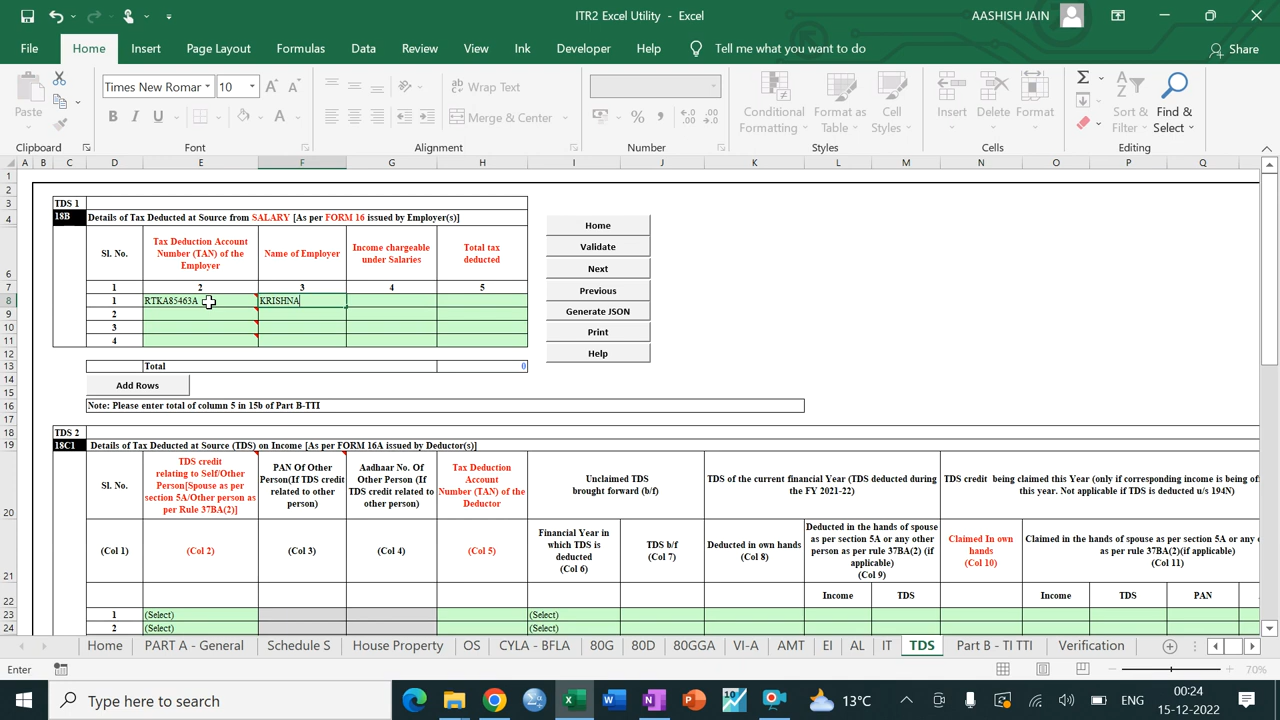 ITR2 Excel Utility - Excel
AASHISH JAIN
File Home Insert Page Layout Formulas Data Review View Ink Developer Help Tell me what you want to do Share
Paste
Clipboard
Times New Romar 10
B I U
Font
Wrap Text
Merge & Center
Alignment
Number
Conditional Formatting
Format as Table
Cell Styles
Styles
Insert Delete Format
Cells
Sort & Filter
Find & Select
Editing
A B C D E F G H I J K L M N O P Q
TDS 1
18B Details of Tax Deducted at Source from SALARY [As per FORM 16 issued by Employer(s)]
Sl. No.
Tax Deduction Account Number (TAN) of the Employer
Name of Employer
Income chargeable under Salaries
Total tax deducted
1 2 3 4 5
1 RTKA85463A KRISHNA
2
3
4
Total 0
Add Rows
Note: Please enter total of column 5 in 15b of Part B-TTI
Home
Validate
Next
Previous
Generate JSON
Print
Help
TDS 2
18C1 Details of Tax Deducted at Source (TDS) on Income [As per FORM 16A issued by Deductor(s)]
Sl. No.
TDS credit relating to Self/Other Person[Spouse as per section 5A/Other person as per Rule 37BA(2)]
PAN Of Other Person(If TDS credit related to other person)
Aadhaar No. Of Other Person (If TDS credit related to other person)
Tax Deduction Account Number (TAN) of the Deductor
Unclaimed TDS brought forward (b/f)
TDS of the current financial Year (TDS deducted during the FY 2021-22)
TDS credit being claimed this Year (only if corresponding income is being of
this year. Not applicable if TDS is deducted u/s 194N)
(Col 1) (Col 2) (Col 3) (Col 4) (Col 5)
Financial Year in which TDS is deducted (Col 6)
TDS b/f (Col 7)
Deducted in own hands (Col 8)
Deducted in the hands of spouse as per section 5A or any other person as per rule 37BA(2) (if applicable) (Col 9)
Claimed In own hands (Col 10)
Claimed in the hands of spouse as per section 5A or any o
as per rule 37BA(2)(if applicable)
(Col 11)
Income TDS Income TDS PAN
1 (Select) (Select)
2 (Select) (Select)
Home PART A - General Schedule S House Property OS CYLA - BFLA 80G 80D 80GGA VI-A AMT EI AL IT TDS Part B - TI TTI Verification
Enter 70%
Type here to search
13°C ENG
00:24
15-12-2022